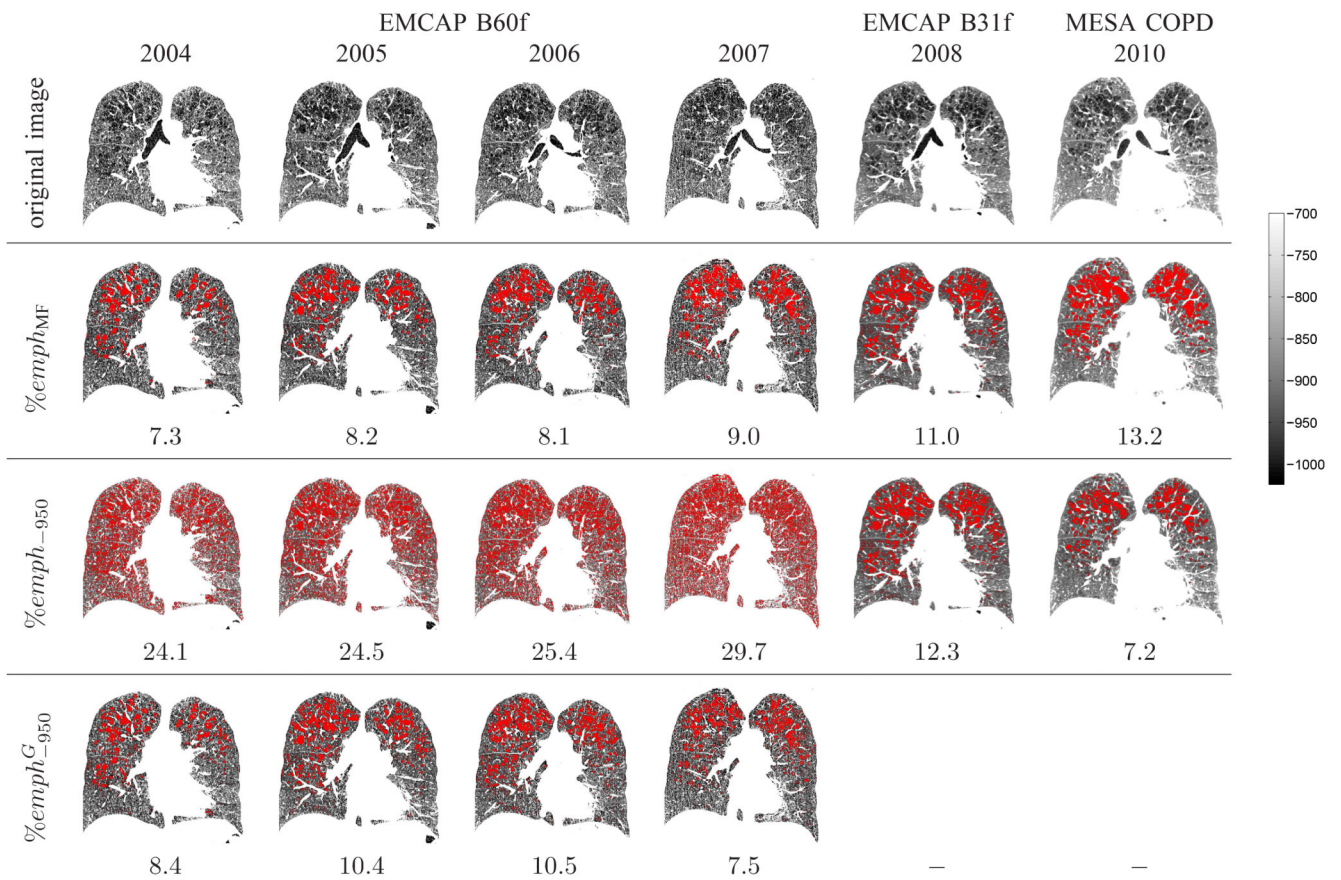 EMCAP B60f EMCAP B31f MESA COPD
2004 2005 2006 2007 2008 2010
original image
%emph_MF
7.3 8.2 8.1 9.0 11.0 13.2
%emph_−950
24.1 24.5 25.4 29.7 12.3 7.2
%emph^G_−950
8.4 10.4 10.5 7.5 – –
−700
−750
−800
−850
−900
−950
−1000